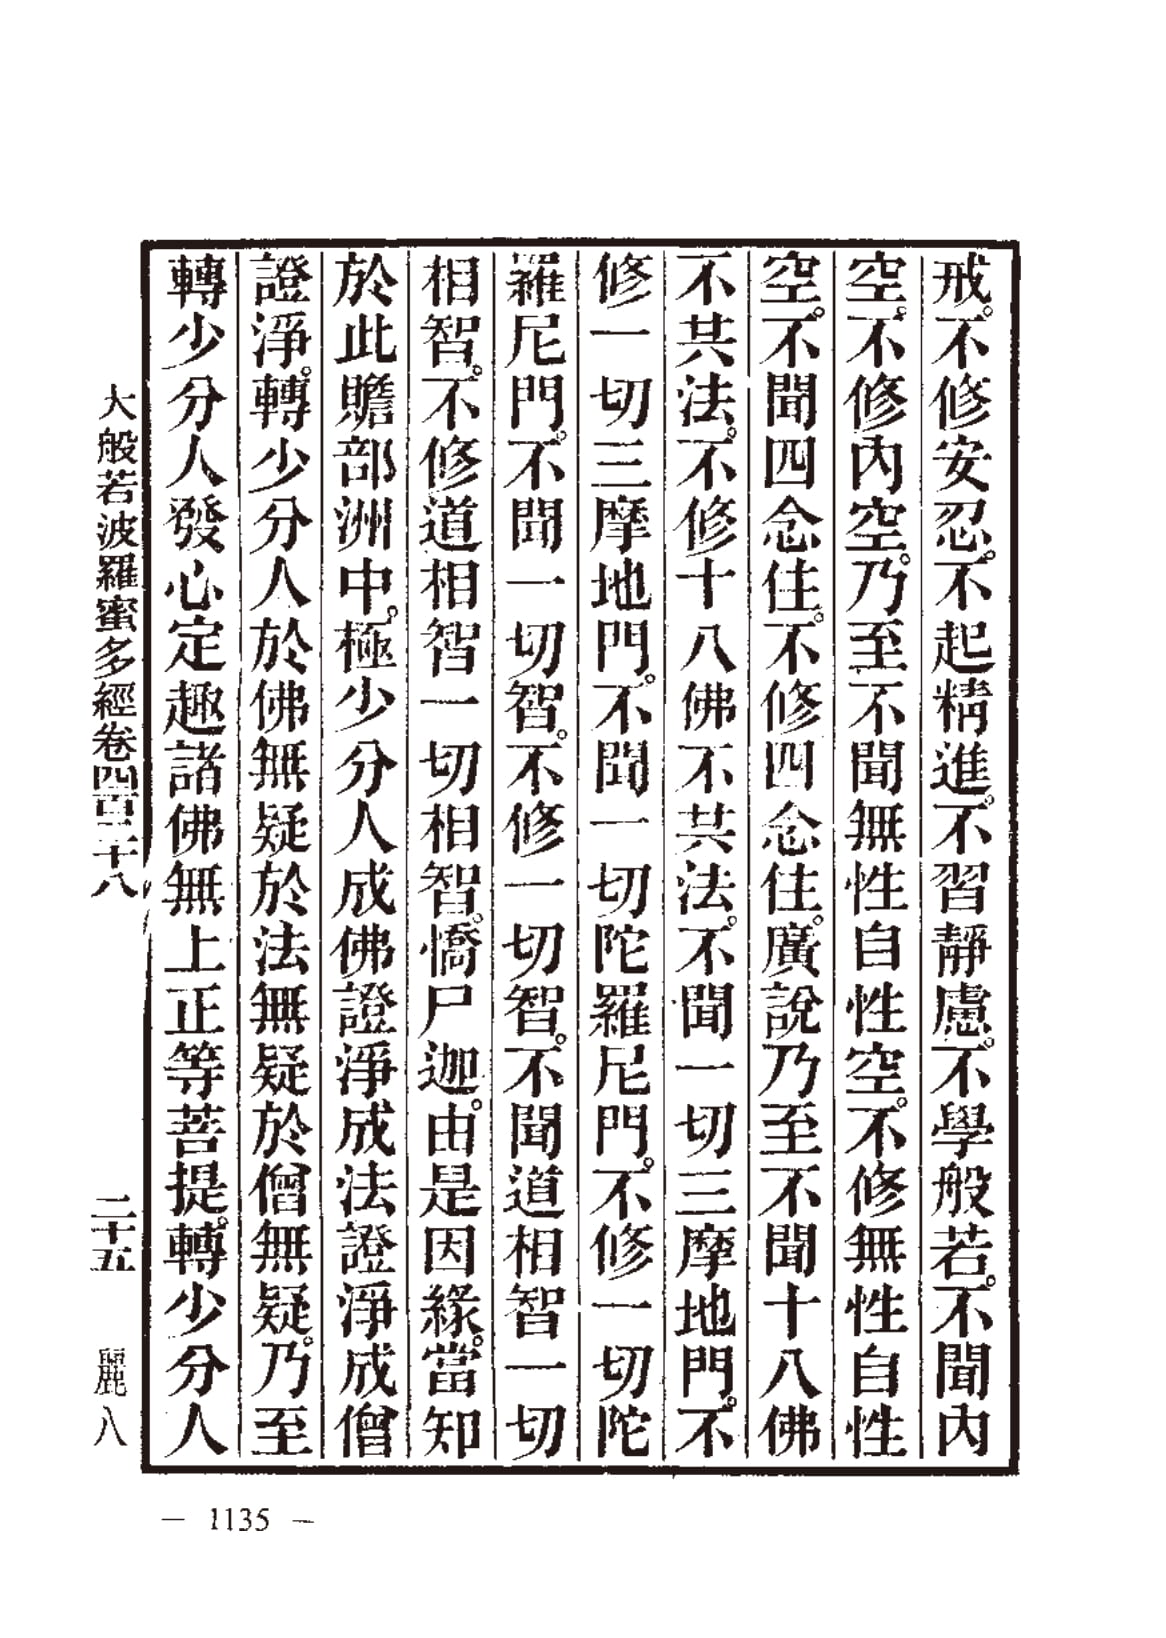 戒。不修安忍。不起精進。不習靜慮。不學般若。不聞內
空。不修內空。乃至不聞無性自性空。不修無性自性
空。不聞四念住。不修四念住。廣說乃至不聞十八佛
不共法。不修十八佛不共法。不聞一切三摩地門。不
修一切三摩地門。不聞一切陀羅尼門。不修一切陀
羅尼門。不聞一切智。不修一切智。不聞道相智一切
相智。不修道相智一切相智。憍尸迦。由是因緣。當知
於此贍部洲中。極少分人成佛證淨成法證淨成僧
證淨。轉少分人於佛無疑於法無疑於僧無疑。乃至
轉少分人發心定趣諸佛無上正等菩提。轉少分人
大般若波羅蜜多經卷四百二十八 二十五 麗八
— 1135 —